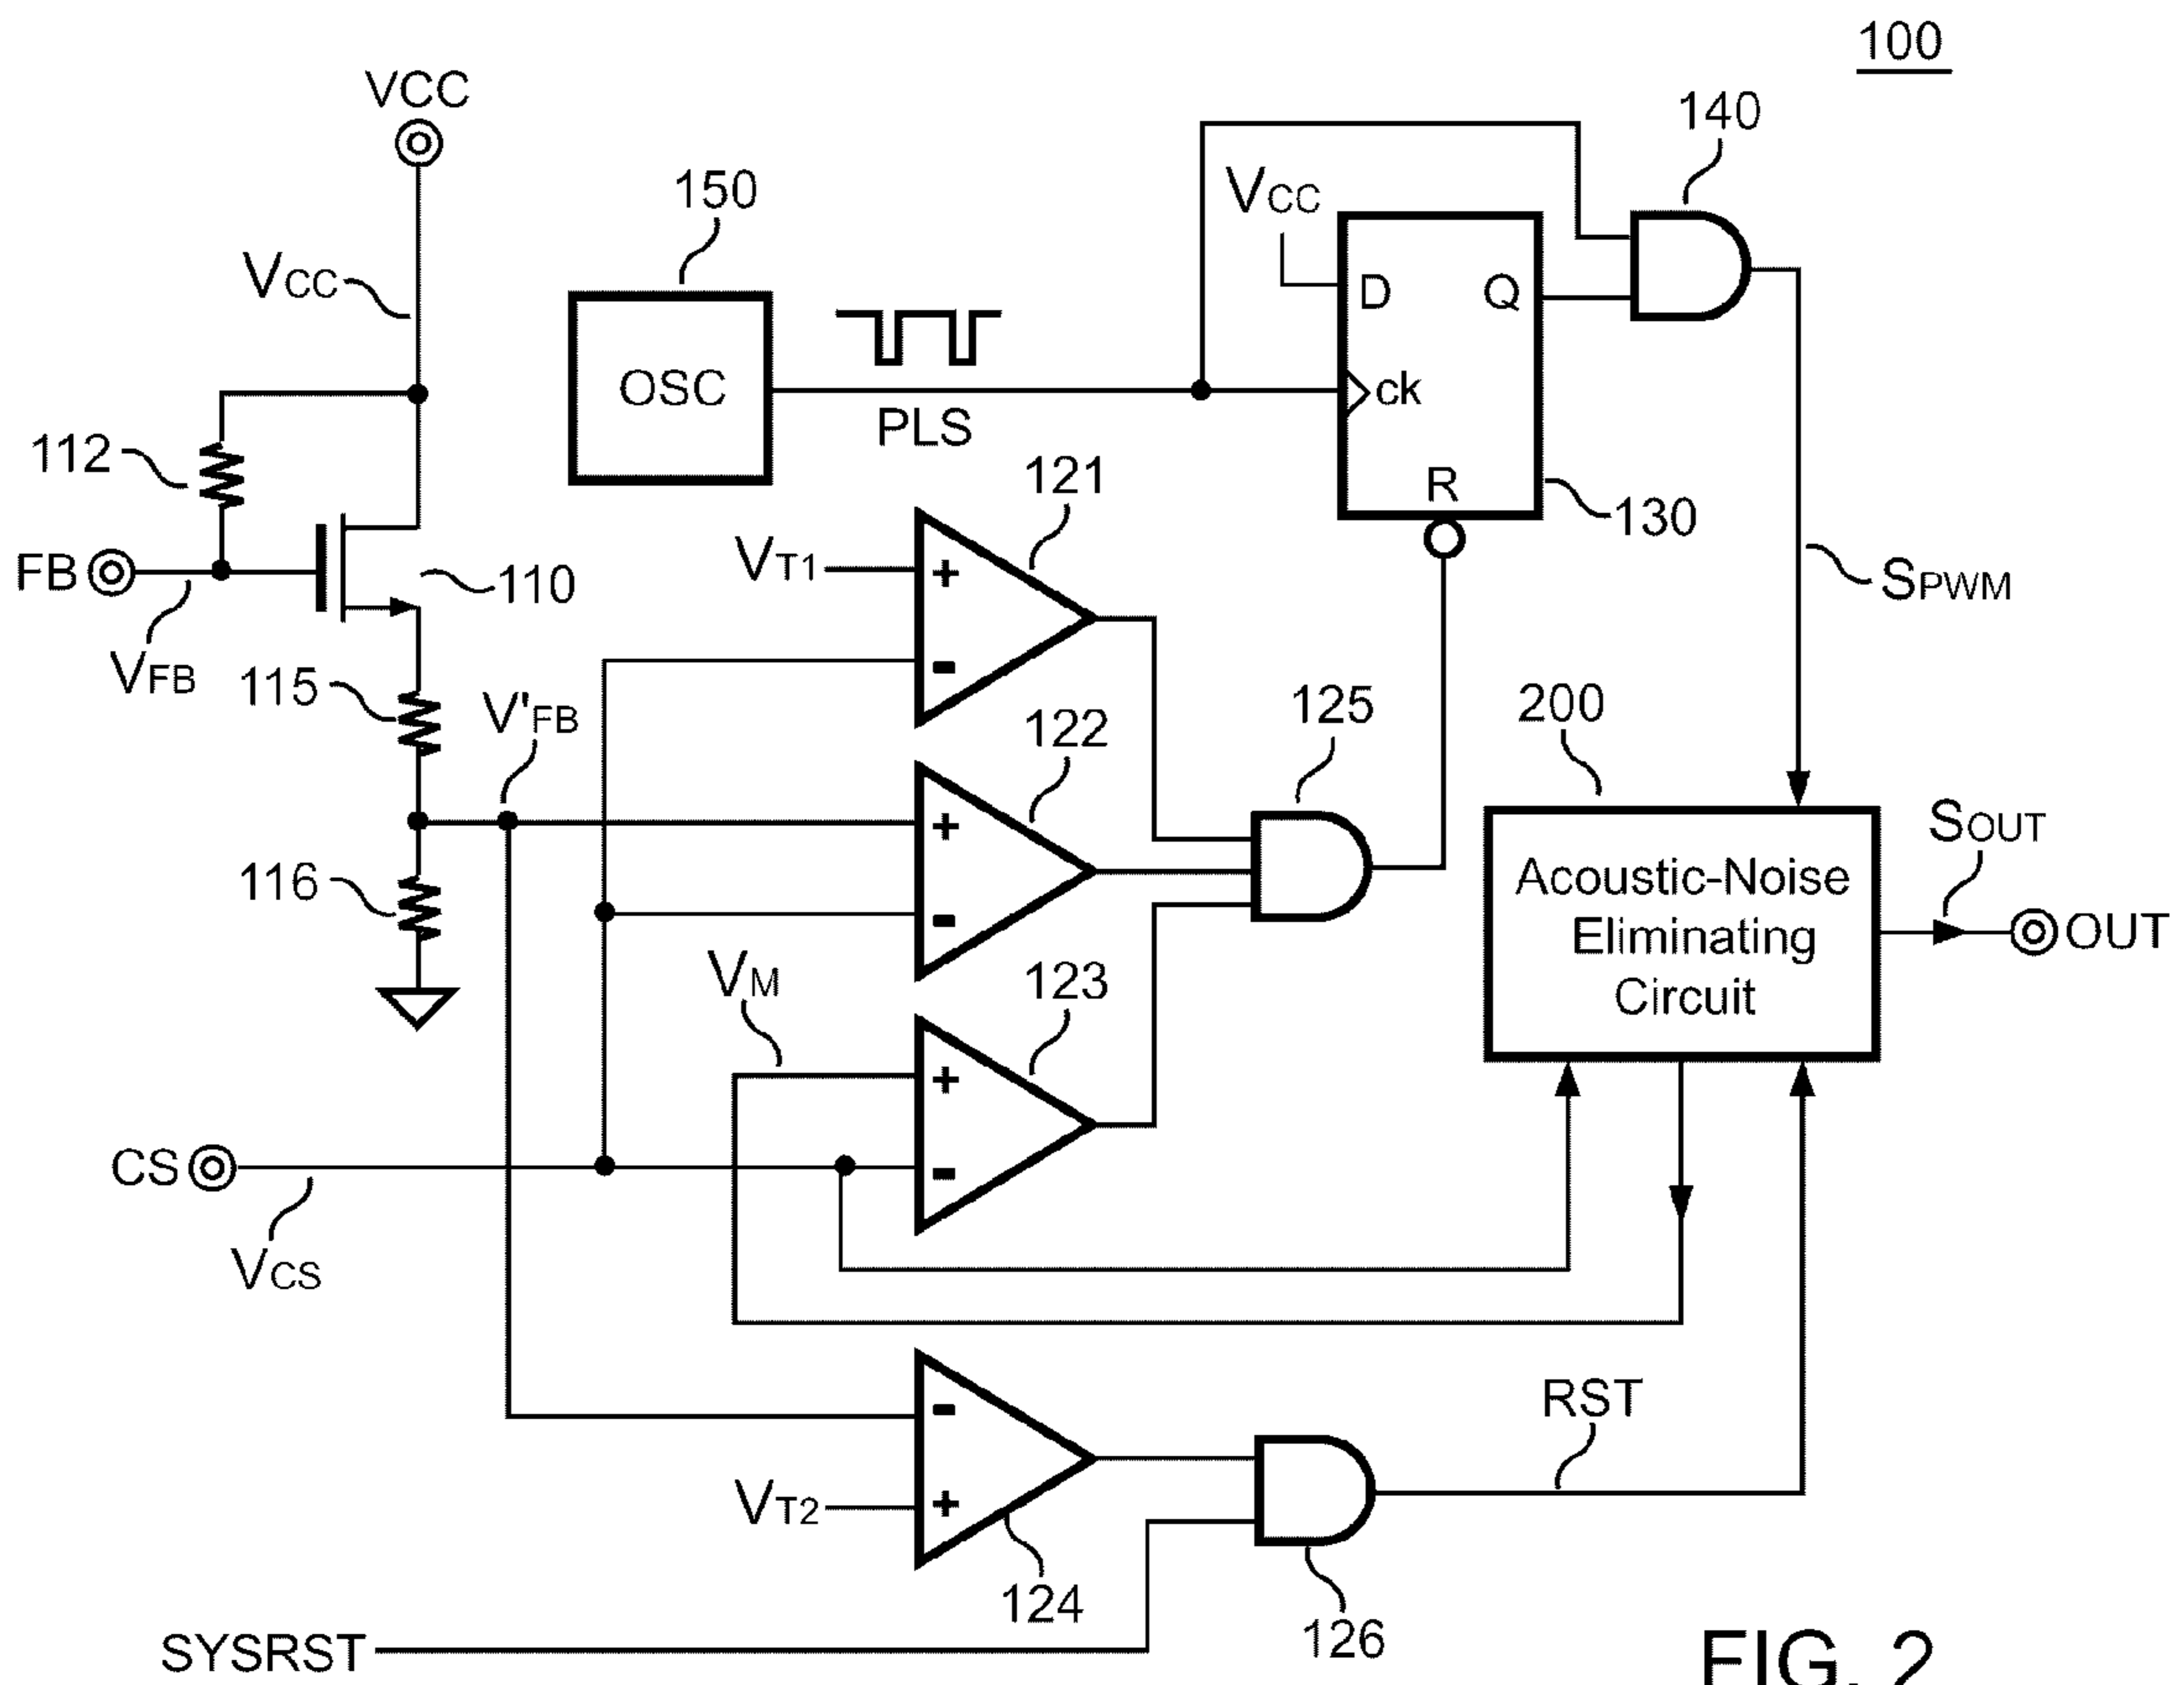 100
VCC
140
150
VCC
VCC
D
Q
OSC
ck
PLS
112
121
R
130
FB
VT1
+
110
SPWM
VFB
115
-
V'FB
122
125
200
+
SOUT
116
Acoustic-Noise
Eliminating
Circuit
-
OUT
VM
123
+
CS
-
VCS
-
RST
VT2
+
124
126
SYSRST
FIG. 2